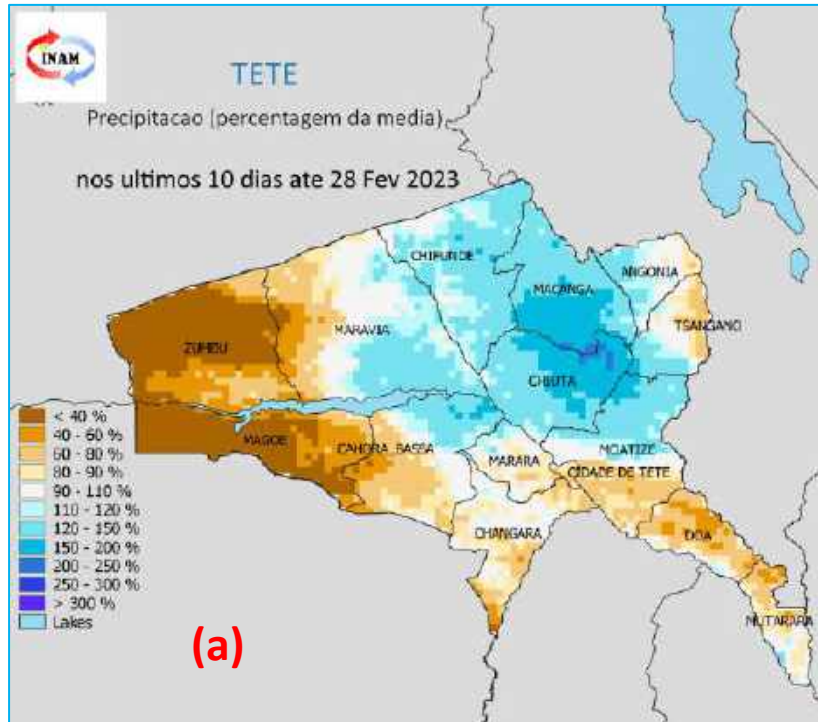 INAM
TETE
Precipitacao (percentagem da media)
nos ultimos 10 dias ate 28 Fev 2023
CHIFUNDE
ANGONIA
MACANGA
TSANGANO
MARAVIA
ZUMBU
CHIUTA
MAGOE
CAHORA BASSA
MOATIZE
MARARA
CIDADE DE TETE
CHANGARA
DOA
MUTARARA
< 40 %
40 - 60 %
60 - 80 %
80 - 90 %
90 - 110 %
110 - 120 %
120 - 150 %
150 - 200 %
200 - 250 %
250 - 300 %
> 300 %
Lakes
(a)